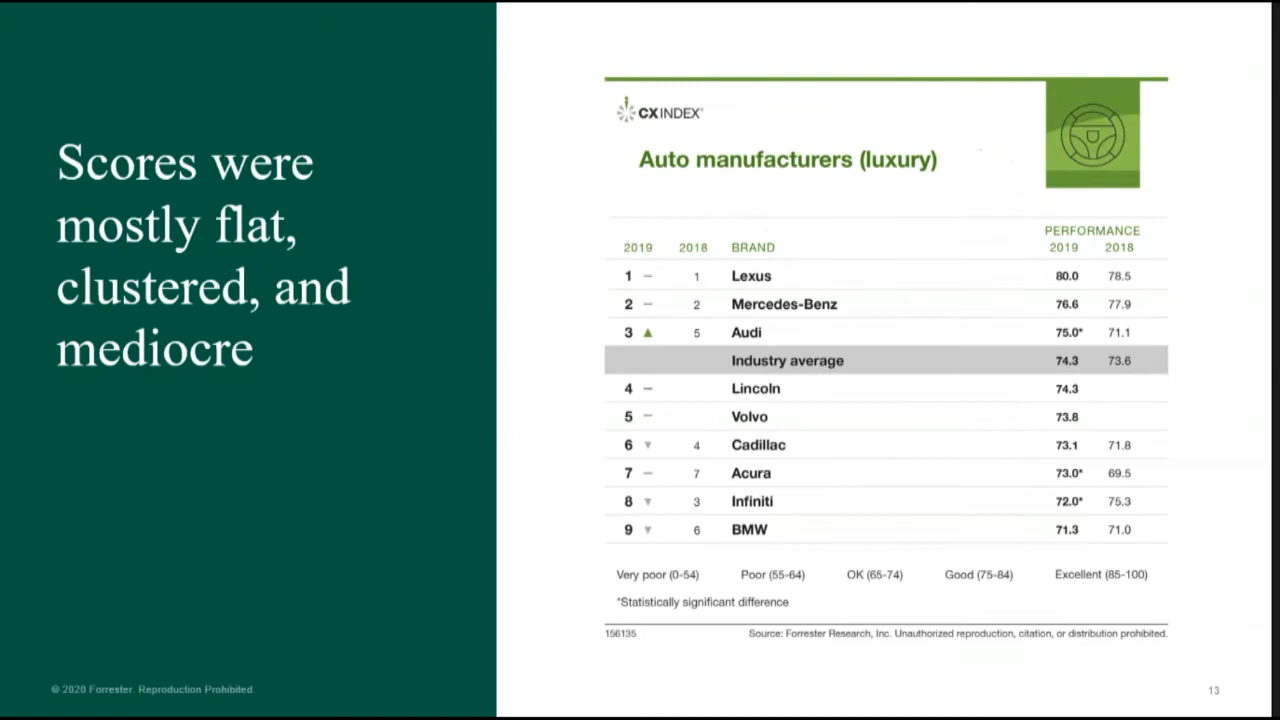 Scores were
mostly flat,
clustered, and
mediocre
CX INDEX®
Auto manufacturers (luxury)
PERFORMANCE
2019 2018 BRAND 2019 2018
1 – 1 Lexus 80.0 78.5
2 – 2 Mercedes-Benz 76.6 77.9
3 ▲ 5 Audi 75.0* 71.1
Industry average 74.3 73.6
4 – Lincoln 74.3
5 – Volvo 73.8
6 ▼ 4 Cadillac 73.1 71.8
7 – 7 Acura 73.0* 69.5
8 ▼ 3 Infiniti 72.0* 75.3
9 ▼ 6 BMW 71.3 71.0
Very poor (0-54) Poor (55-64) OK (65-74) Good (75-84) Excellent (85-100)
*Statistically significant difference
156135 Source: Forrester Research, Inc. Unauthorized reproduction, citation, or distribution prohibited.
© 2020 Forrester. Reproduction Prohibited. 13